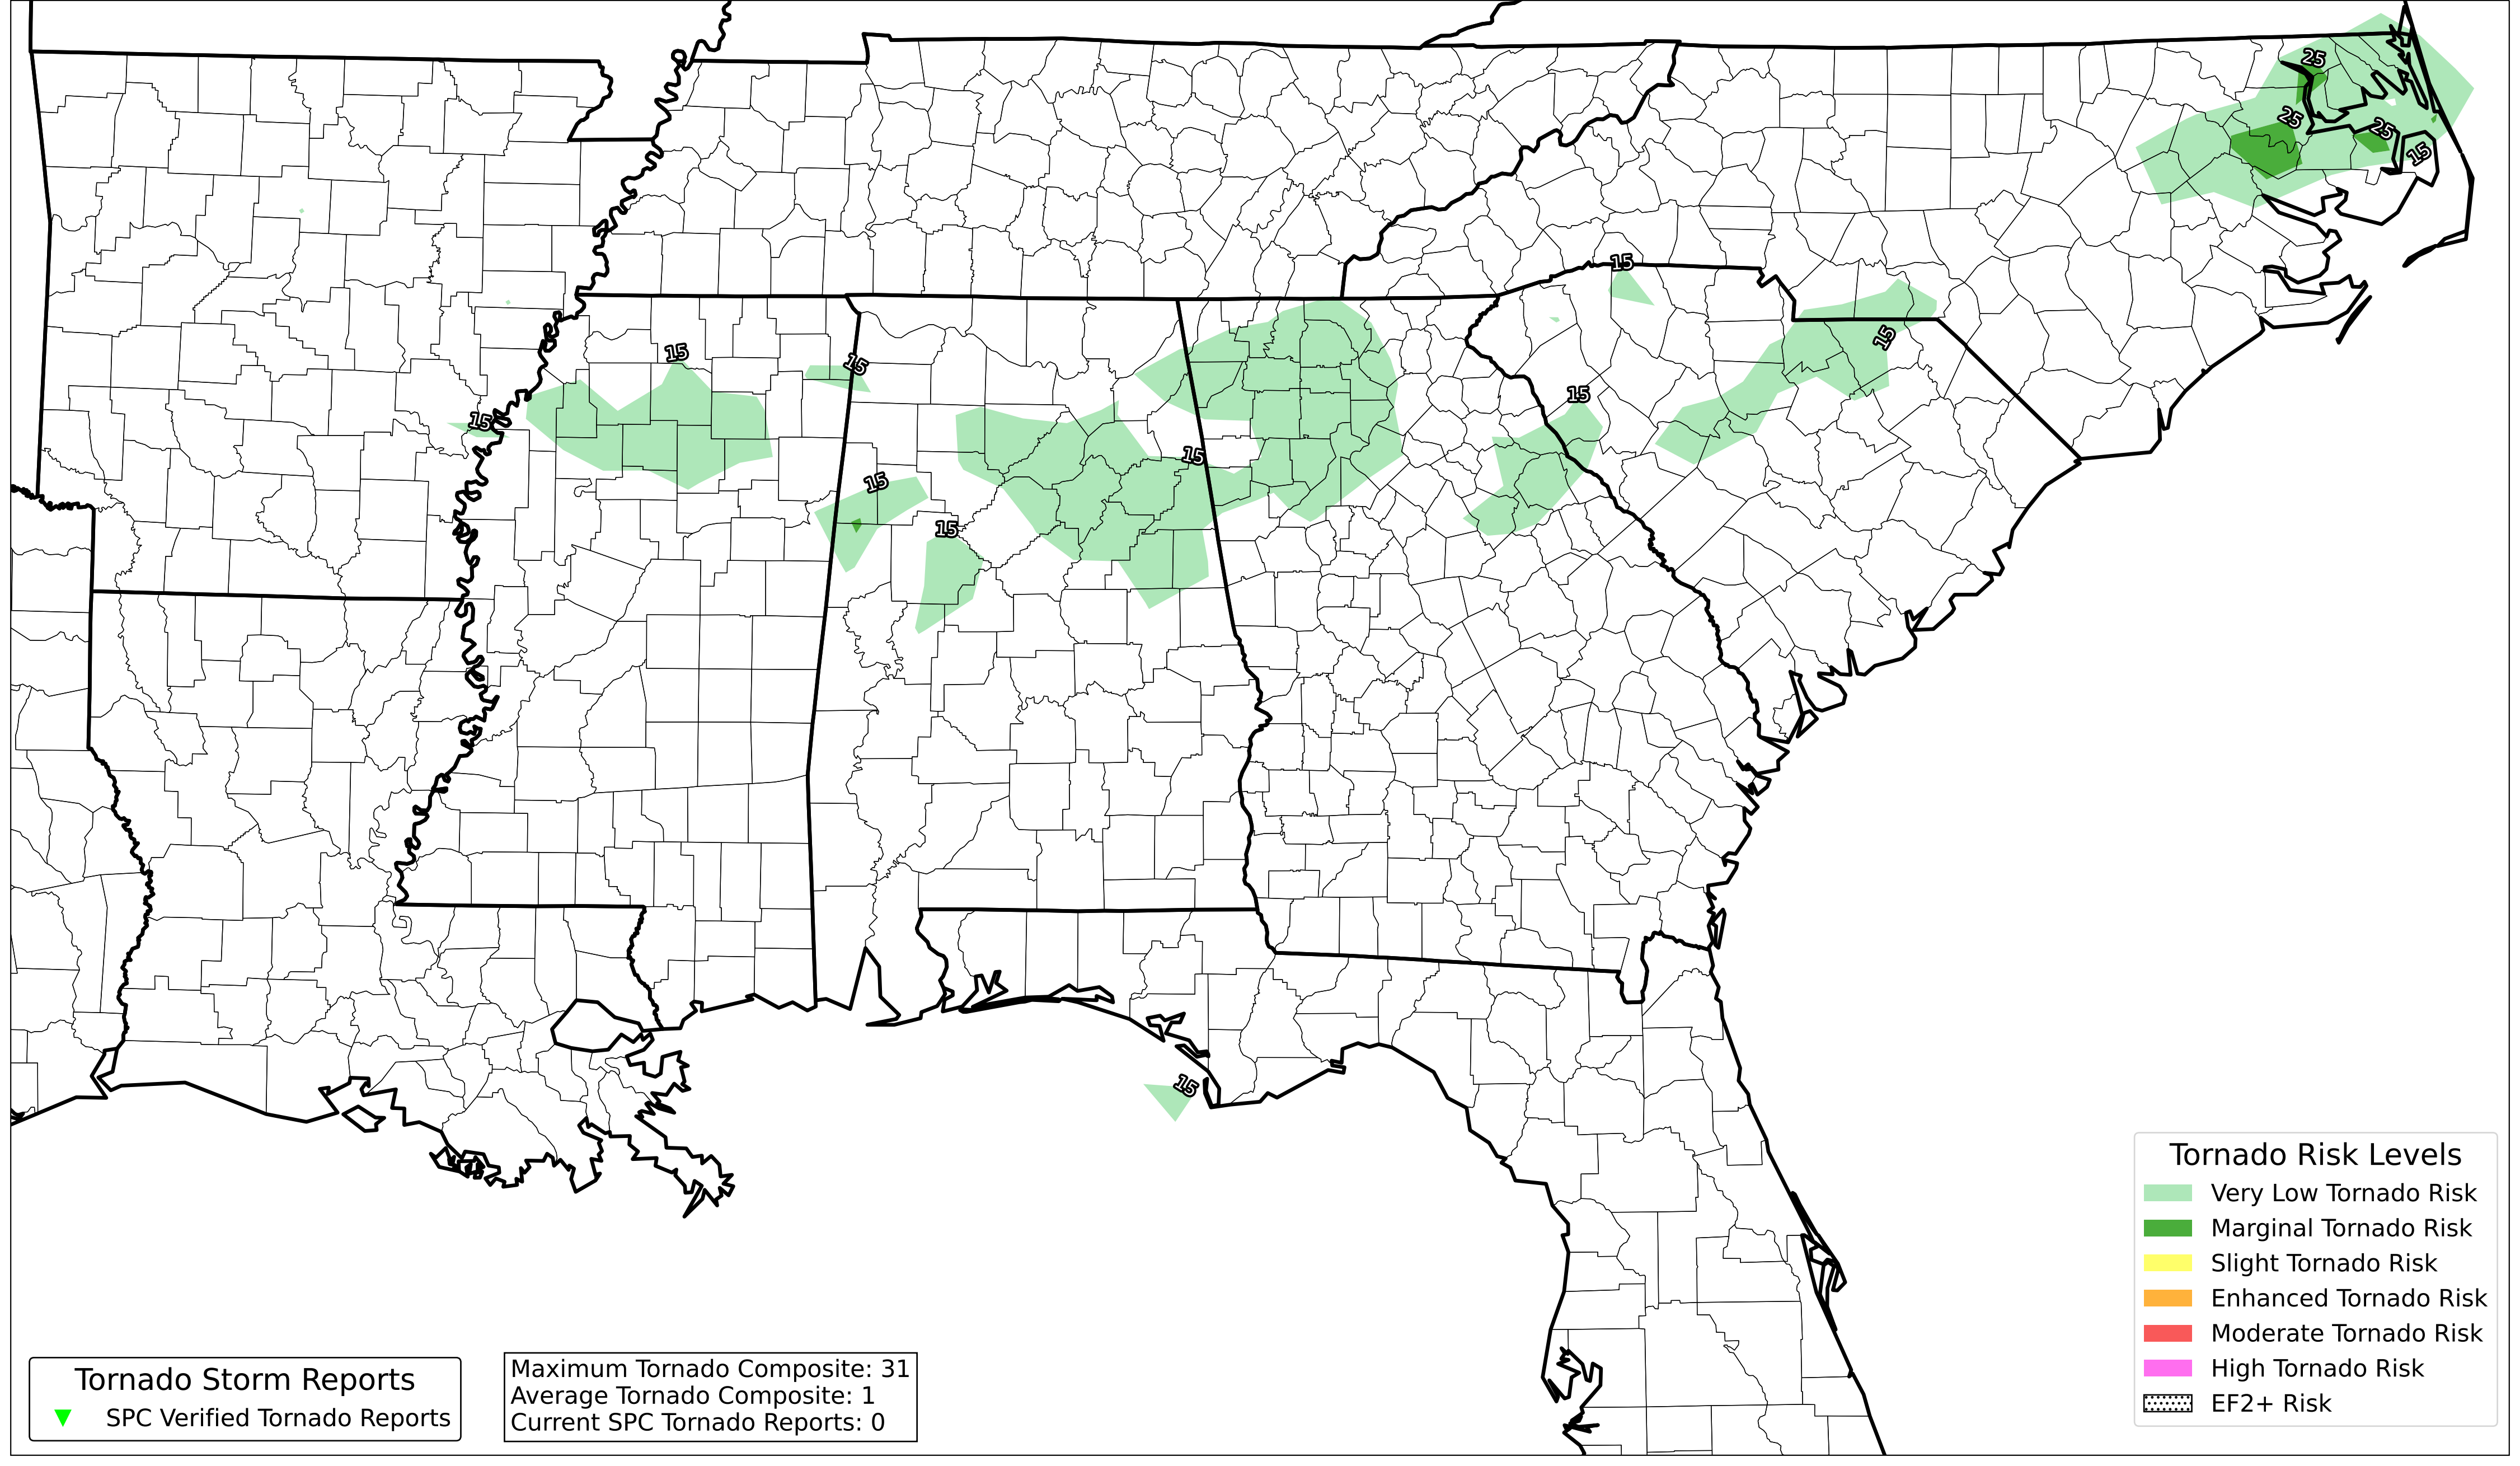 25
25
25
15
15
15
15
15
15
15
15
15
15
15
Tornado Risk Levels
Very Low Tornado Risk
Marginal Tornado Risk
Slight Tornado Risk
Enhanced Tornado Risk
Moderate Tornado Risk
High Tornado Risk
EF2+ Risk
Tornado Storm Reports
SPC Verified Tornado Reports
Maximum Tornado Composite: 31
Average Tornado Composite: 1
Current SPC Tornado Reports: 0